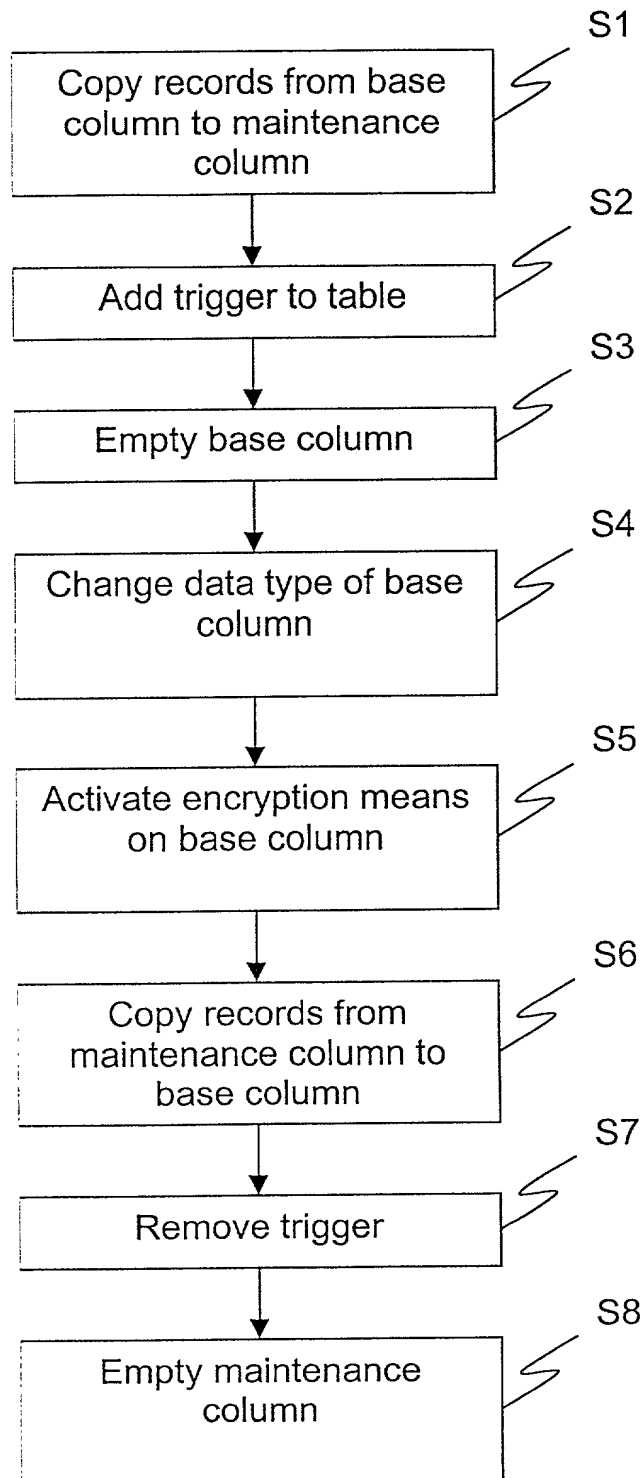 S1
Copy records from base
column to maintenance
column
S2
Add trigger to table
S3
Empty base column
S4
Change data type of base
column
S5
Activate encryption means
on base column
S6
Copy records from
maintenance column to
base column
S7
Remove trigger
S8
Empty maintenance
column